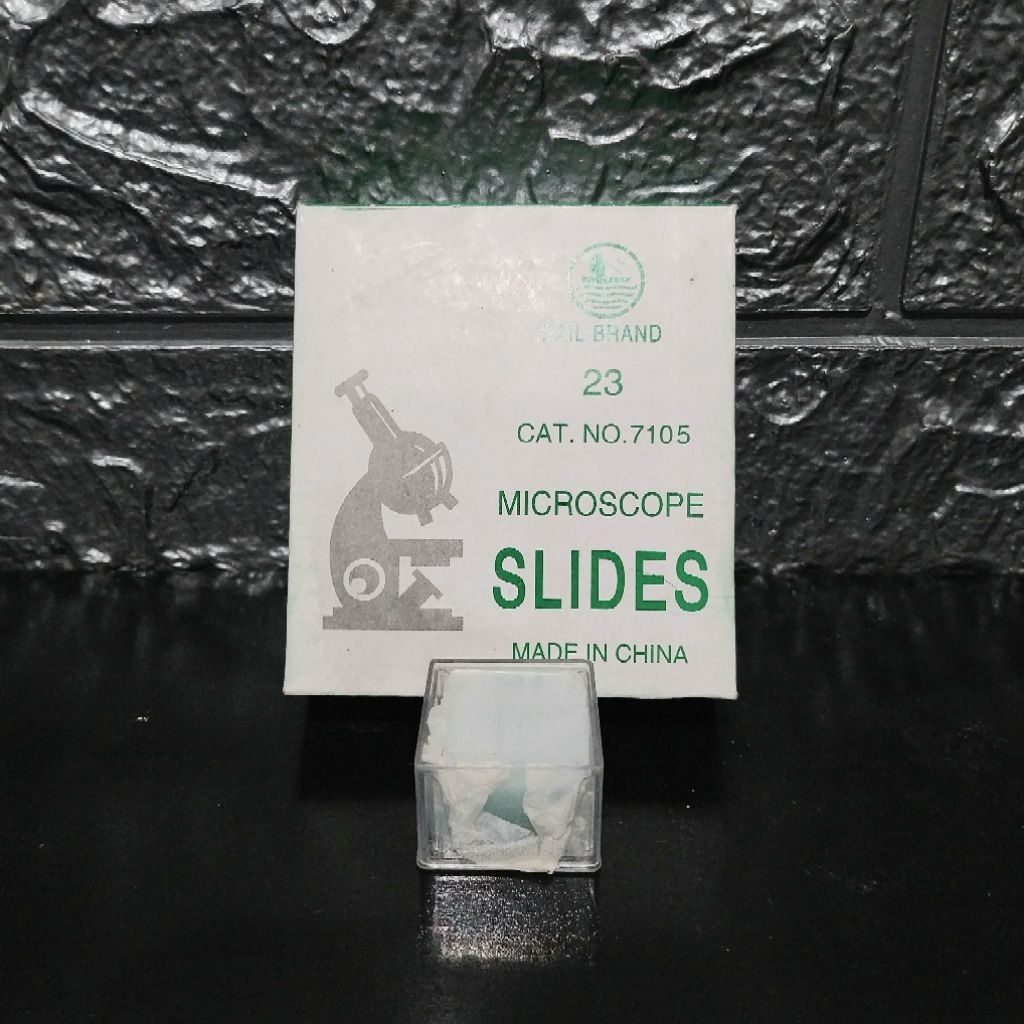 SAIL BRAND
23
CAT. NO.7105
MICROSCOPE
SLIDES
MADE IN CHINA